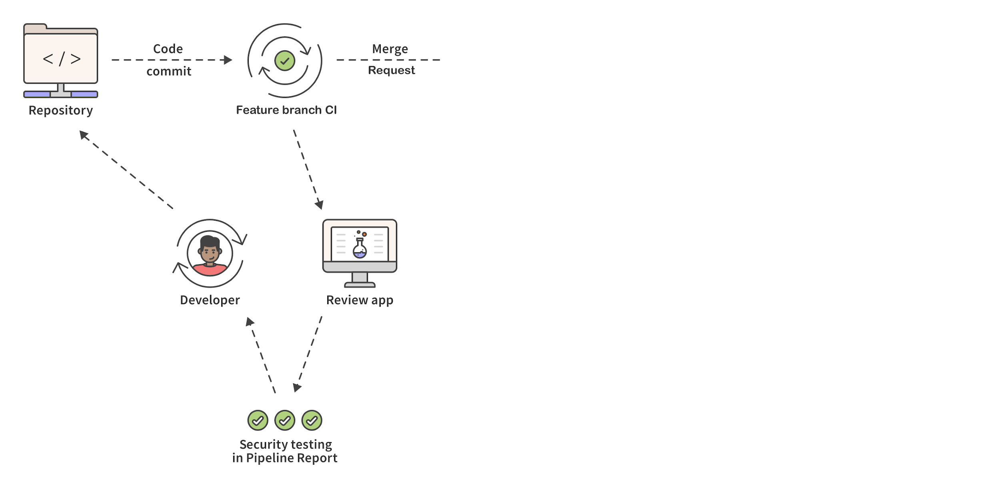 </ >
Code
commit
Merge
Request
Repository
Feature branch CI
Developer
Review app
Security testing
in Pipeline Report